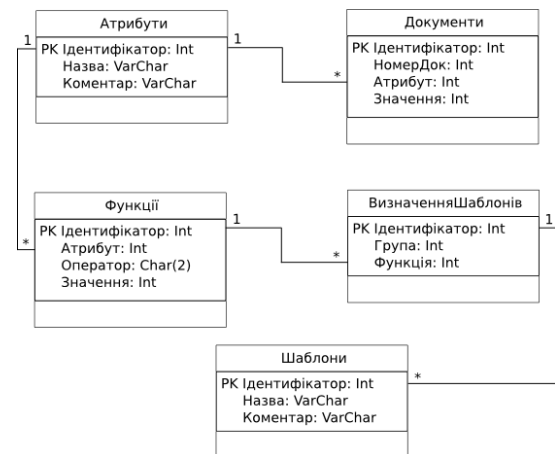 Атрибути
PK Ідентифікатор: Int
Назва: VarChar
Коментар: VarChar
1
1
*
Документи
PK Ідентифікатор: Int
НомерДок: Int
Атрибут: Int
Значення: Int
*
Функції
PK Ідентифікатор: Int
Атрибут: Int
Оператор: Char(2)
Значення: Int
1
*
ВизначенняШаблонів
PK Ідентифікатор: Int
Група: Int
Функція: Int
1
Шаблони
PK Ідентифікатор: Int
Назва: VarChar
Коментар: VarChar
*